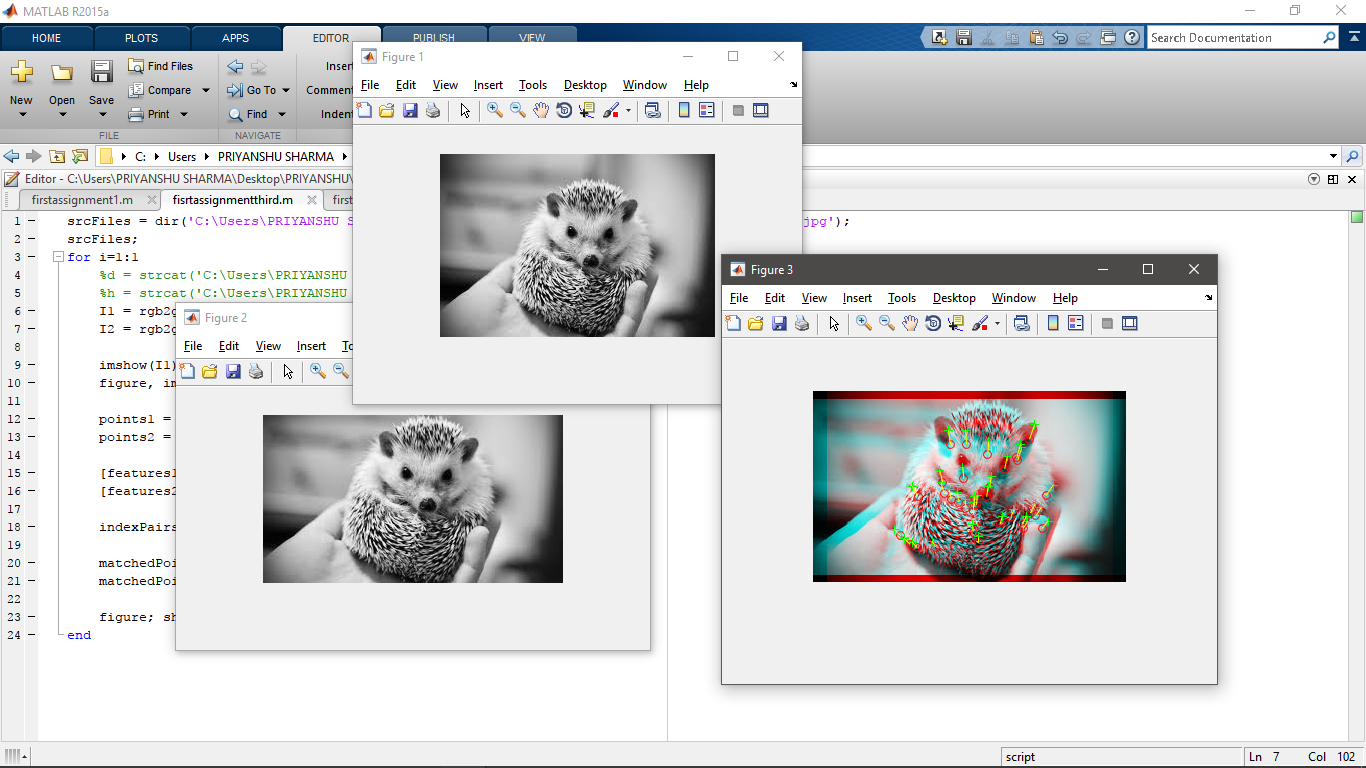 MATLAB R2015a
HOME PLOTS APPS EDITOR PUBLISH VIEW
Search Documentation
New Open Save
Find Files
Compare
Print
Go To
Find
Insert
Comment
Indent
FILE NAVIGATE
C: Users PRIYANSHU SHARMA
Editor - C:\Users\PRIYANSHU SHARMA\Desktop\PRIYANSHU\
firstassignment1.m fisrtassignmentthird.m first
1 srcFiles = dir('C:\Users\PRIYANSHU S jpg');
2 srcFiles;
3 for i=1:1
4 %d = strcat('C:\Users\PRIYANSHU
5 %h = strcat('C:\Users\PRIYANSHU
6 I1 = rgb2g
7 I2 = rgb2g
8
9 imshow(I1)
10 figure, im
11
12 points1 =
13 points2 =
14
15 [features1
16 [features2
17
18 indexPairs
19
20 matchedPoi
21 matchedPoi
22
23 figure; sh
24 end
Figure 1
File Edit View Insert Tools Desktop Window Help
Figure 2
File Edit View Insert To
Figure 3
File Edit View Insert Tools Desktop Window Help
script Ln 7 Col 102